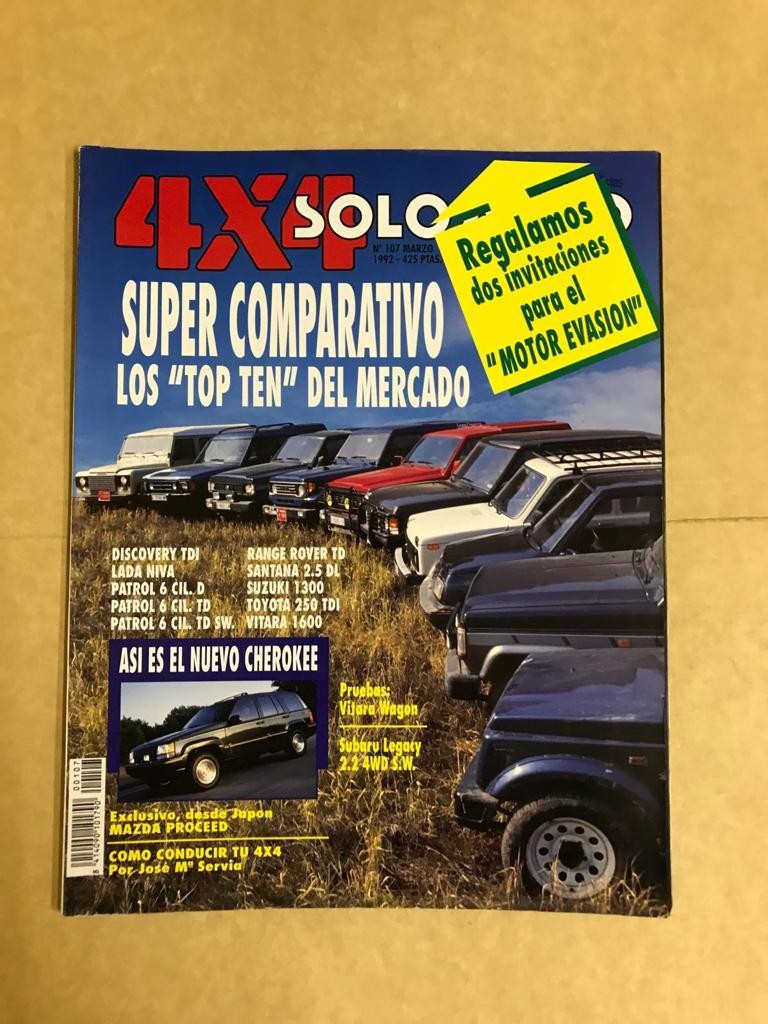 4X4
SOLO
Nº 107 MARZO
1992 - 425 PTAS.
Regalamos
dos invitaciones
para el
"MOTOR EVASION"
SUPER COMPARATIVO
LOS "TOP TEN" DEL MERCADO
DISCOVERY TDI
LADA NIVA
PATROL 6 CIL. D
PATROL 6 CIL. TD
PATROL 6 CIL. TD SW.
RANGE ROVER TD
SANTANA 2.5 DL
SUZUKI 1300
TOYOTA 250 TDI
VITARA 1600
ASI ES EL NUEVO CHEROKEE
Pruebas:
Vitara Wagon
Subaru Legacy
2.2 4WD S.W.
Exclusivo, desde Japon
MAZDA PROCEED
COMO CONDUCIR TU 4X4
Por José Mª Servia
00107
8 414090 101790